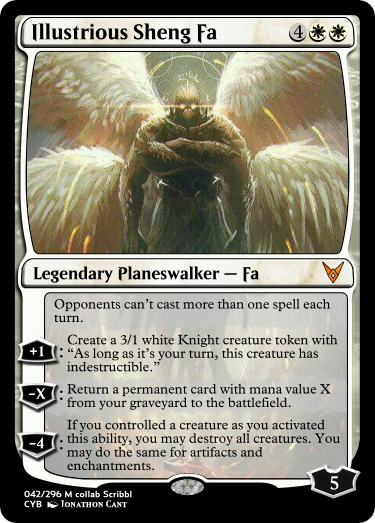 Illustrious Sheng Fa 4
Legendary Planeswalker — Fa
Opponents can't cast more than one spell each
turn.
+1: Create a 3/1 white Knight creature token with
"As long as it's your turn, this creature has
indestructible."
-X: Return a permanent card with mana value X
from your graveyard to the battlefield.
-4: If you controlled a creature as you activated
this ability, you may destroy all creatures. You
may do the same for artifacts and
enchantments.
5
042/296 M collab Scribbl
CYB Jonathon Cant